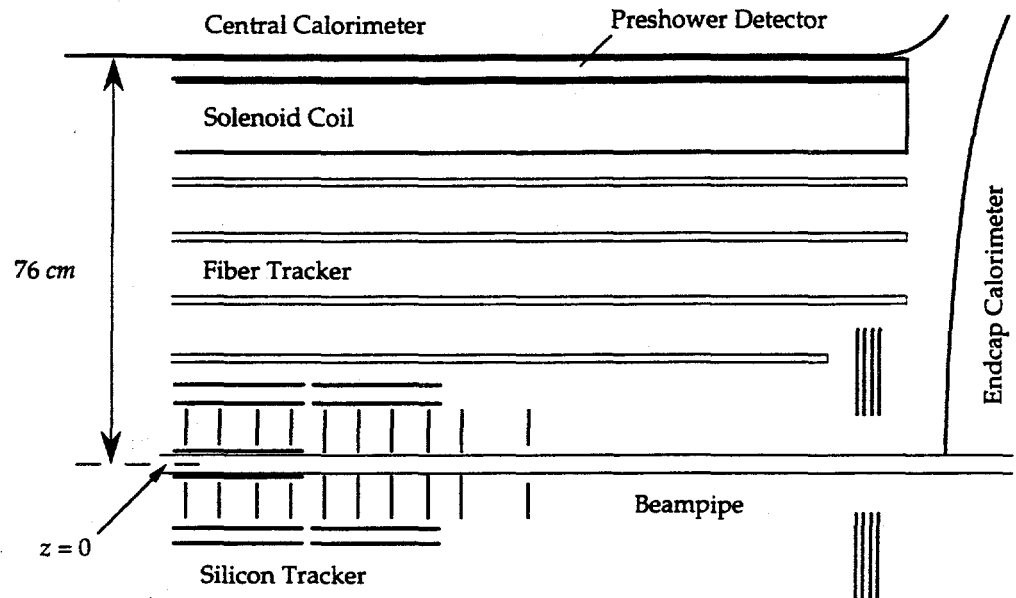 Central Calorimeter
Preshower Detector
Solenoid Coil
76 cm
Fiber Tracker
Endcap Calorimeter
Beampipe
z = 0
Silicon Tracker